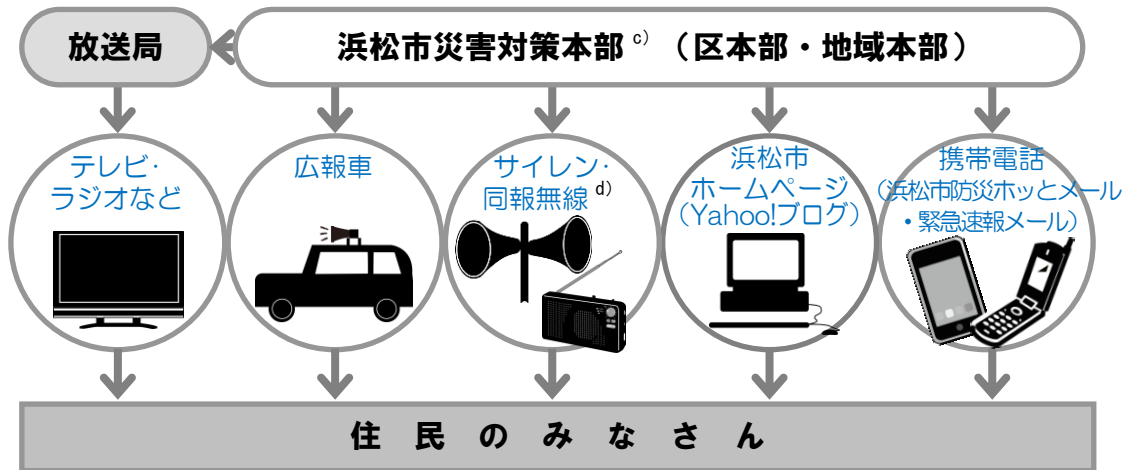 放送局
浜松市災害対策本部c) (区本部・地域本部)
テレビ・
ラジオなど
広報車
サイレン・
同報無線d)
浜松市
ホームページ
(Yahoo!ブログ)
携帯電話
(浜松市防災ホッとメール
・緊急速報メール)
住民のみなさん